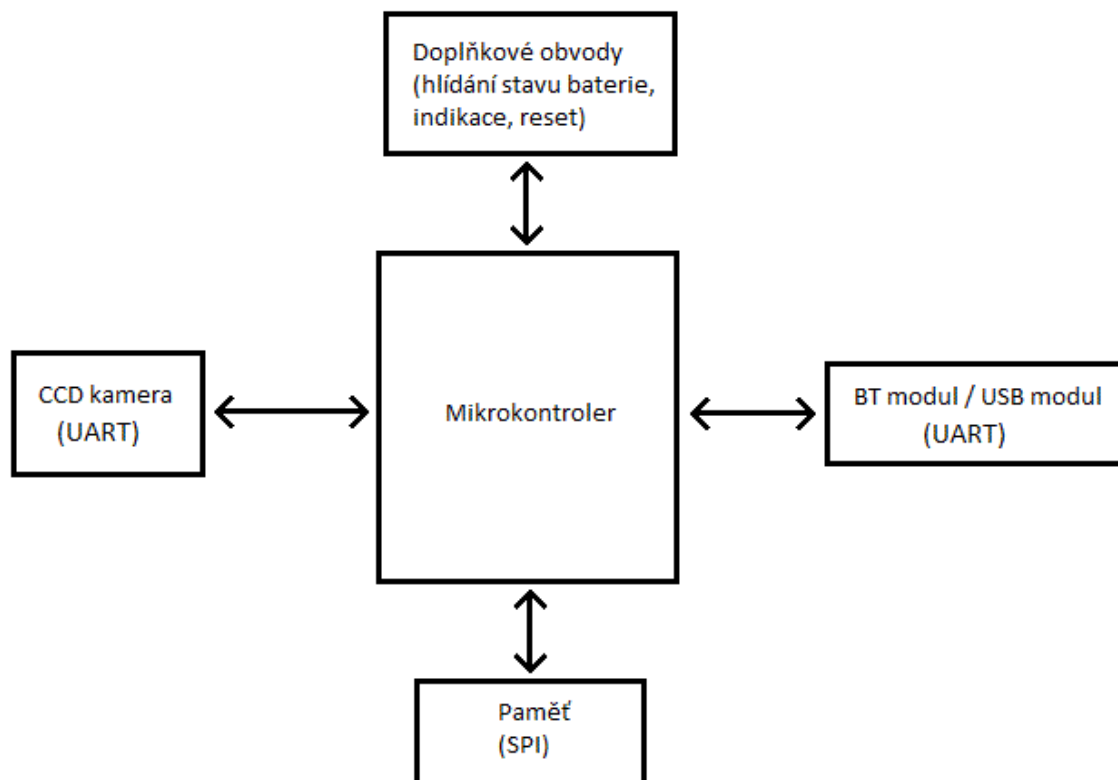 Doplňkové obvody
(hlídání stavu baterie,
indikace, reset)
CCD kamera
(UART)
Mikrokontroler
BT modul / USB modul
(UART)
Paměť
(SPI)